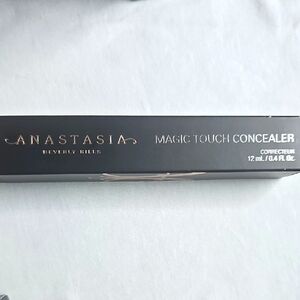 ANASTASIA
BEVERLY HILLS
MAGIC TOUCH CONCEALER
CORRECTEUR
12 ml. / 0.4 Fl. Oz.